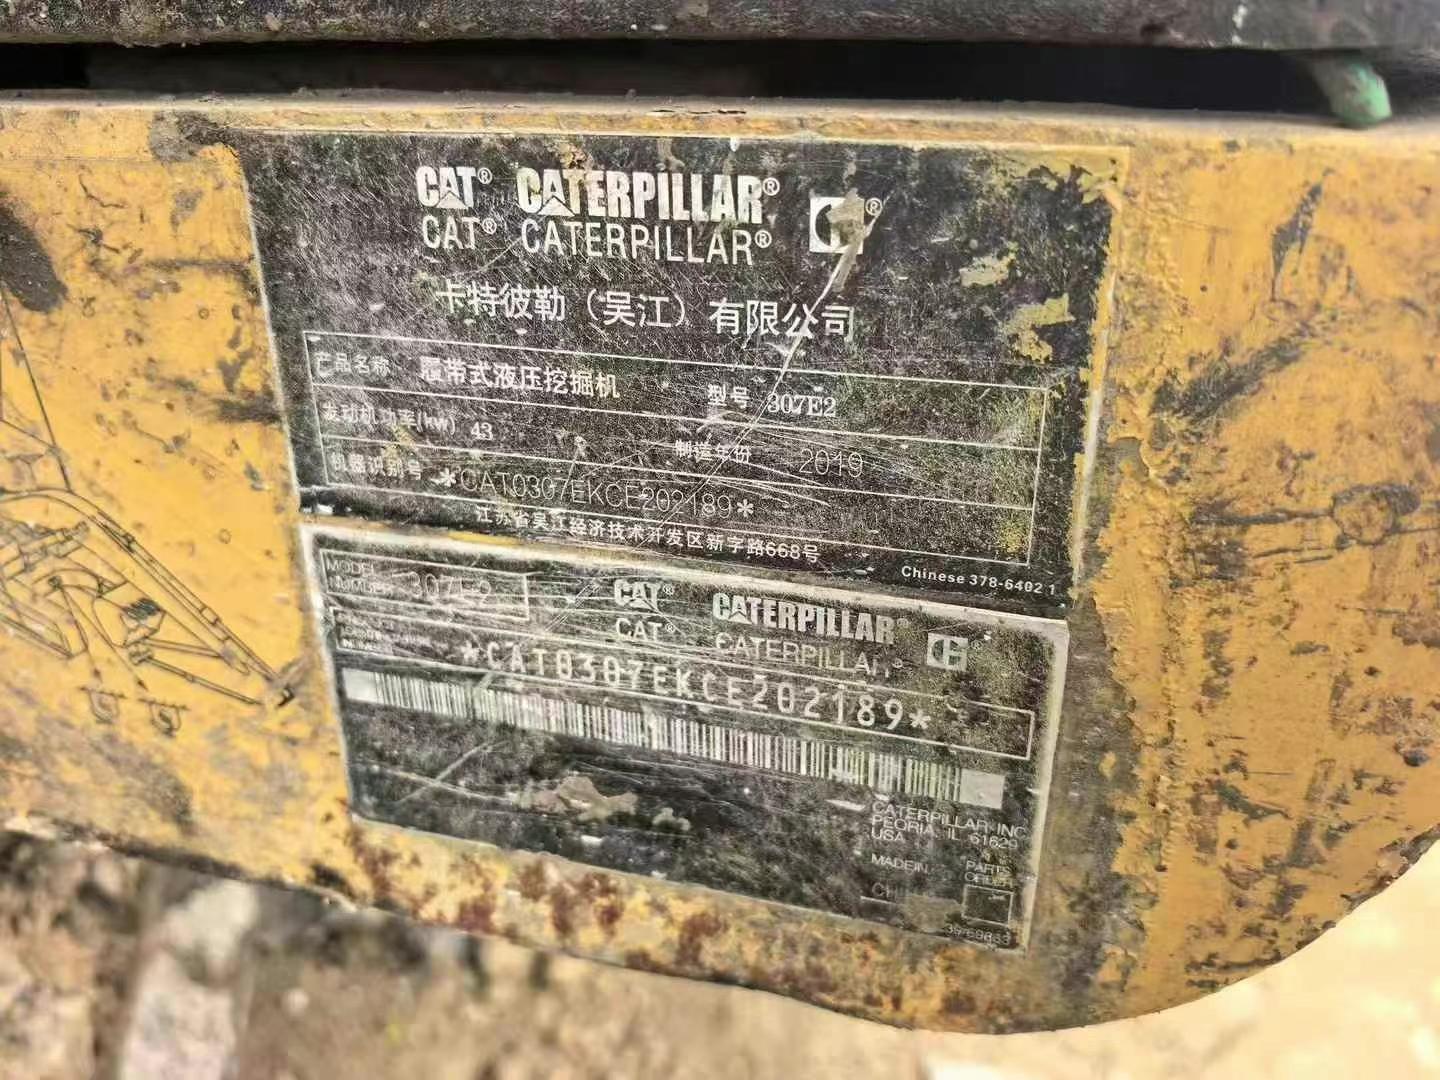 CAT® CATERPILLAR® C®
CAT® CATERPILLAR®
卡特彼勒（吴江）有限公司
产品名称 履带式液压挖掘机 型号 307E2
发动机功率(kw) 43 制造年份 2019
机器识别号 *CAT0307EKCE202189*
江苏省吴江经济技术开发区新字路668号
Chinese 378-6402 1
MODEL NUMBER 307E2 CAT® CATERPILLAR® C®
CAT® CATERPILLAR®
*CAT0307EKCE202189*
CATERPILLAR INC
PEORIA, IL 61629
USA
MADE IN PARTS ORDER